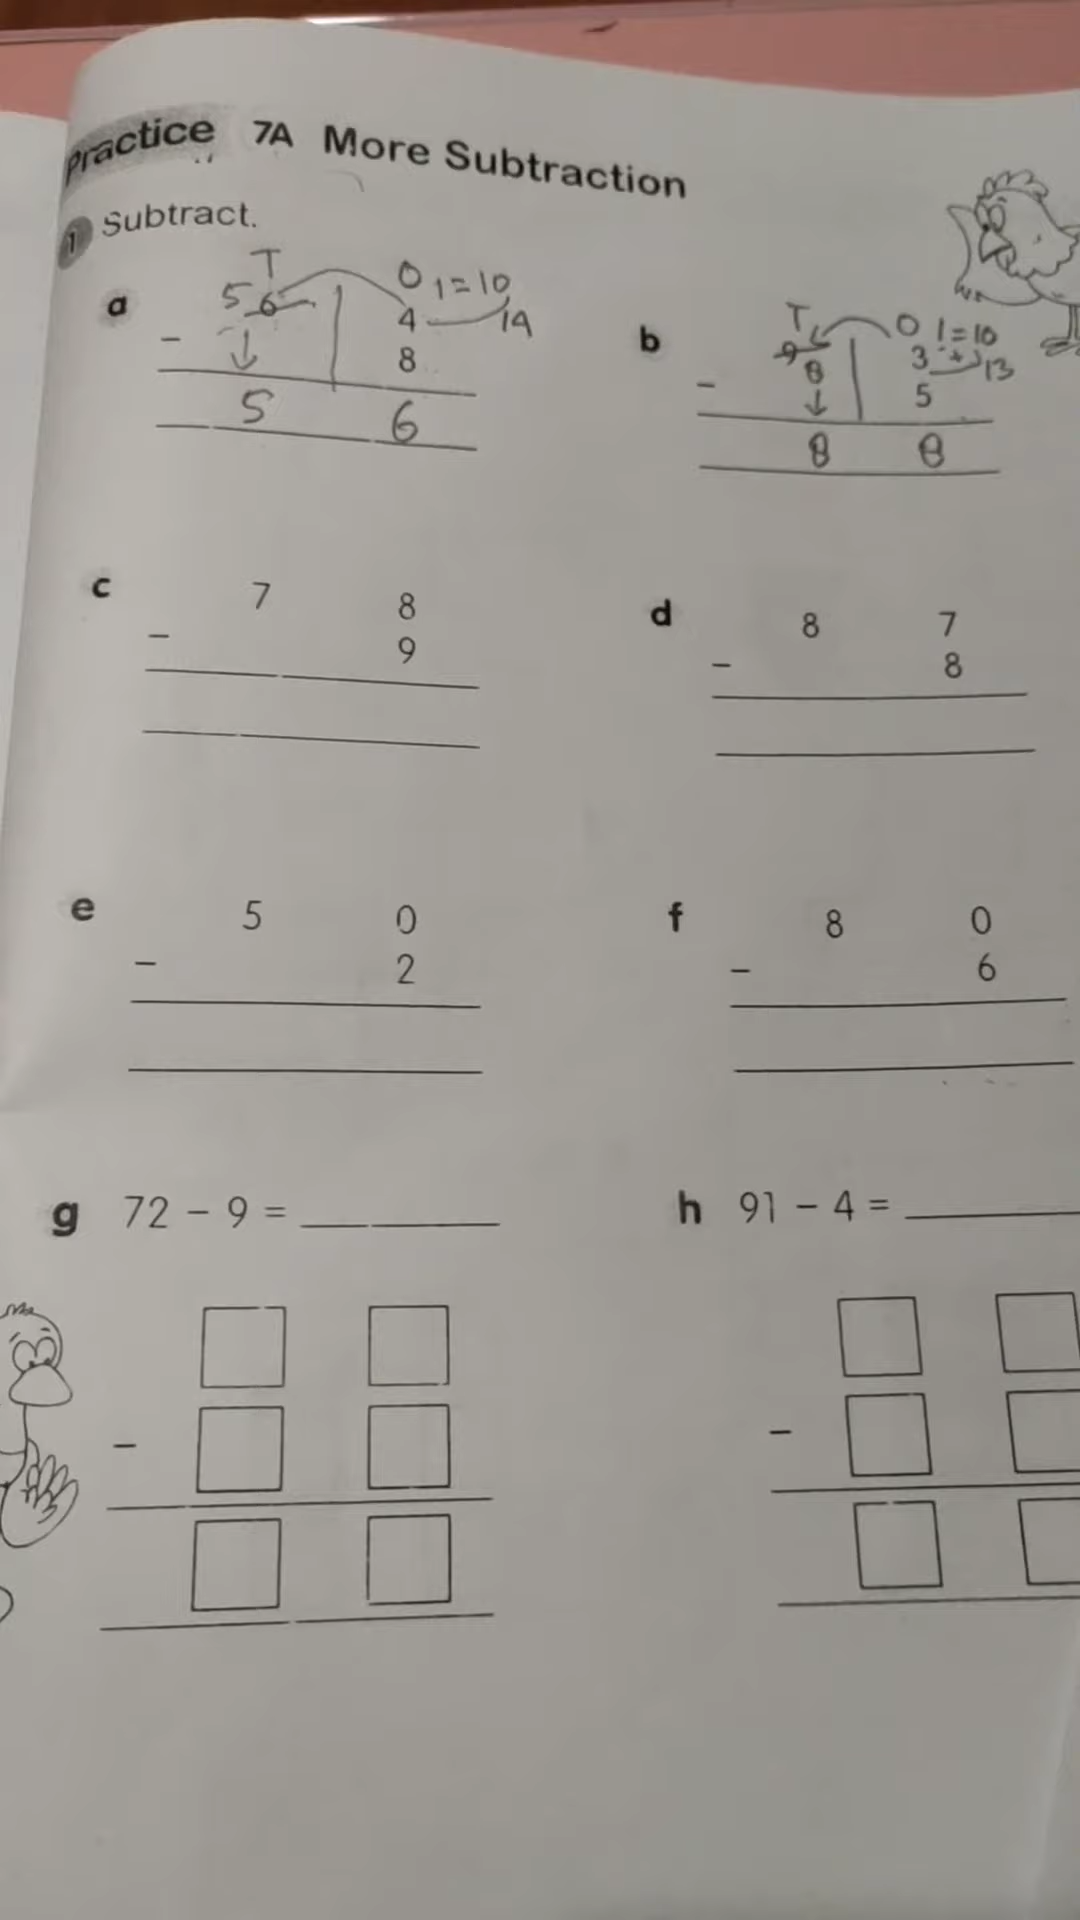 Practice 7A More Subtraction
1 Subtract.
T O 1=10
a 5 6 4 14
- 8
5 6
T O 1=10
b 9 8 3 + 13
- 5
8 8
c 7 8
- 9
d 8 7
- 8
e 5 0
- 2
f 8 0
- 6
g 72 - 9 =
h 91 - 4 =
-
-